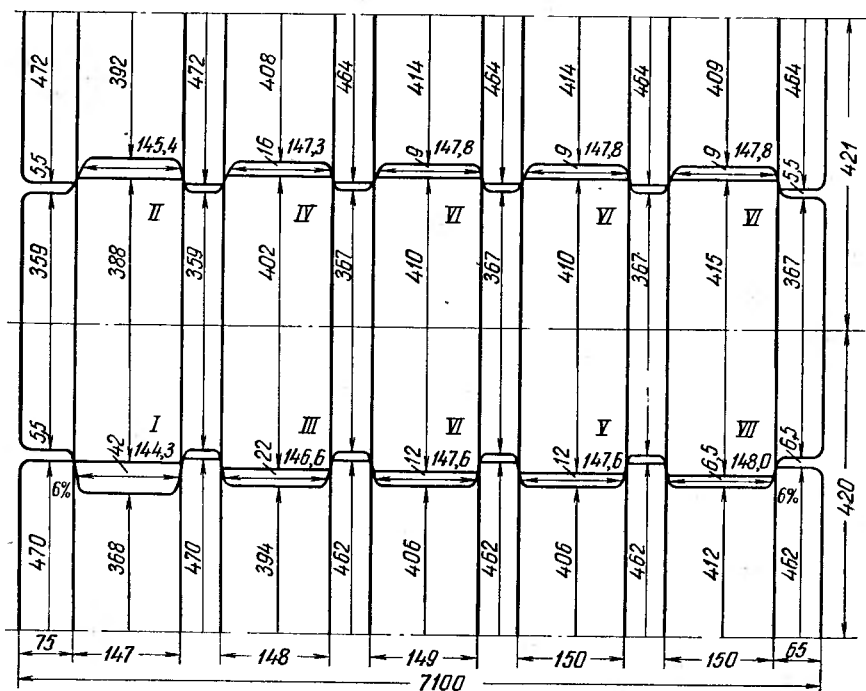 472 392 472 408 464 414 464 414 464 409 464
421
5,5 145,4 16 147,3 9 147,8 9 147,8 9 147,8 5,5
II IV VI VI VI
359 388 359 402 367 410 367 410 367 415 367
I III VI V VII
5,5 42 144,3 22 146,6 12 147,6 12 147,6 6,5 148,0 6,5
6% 6%
420
470 368 470 394 462 406 462 406 462 412 462
75 147 148 149 150 150 65
7100